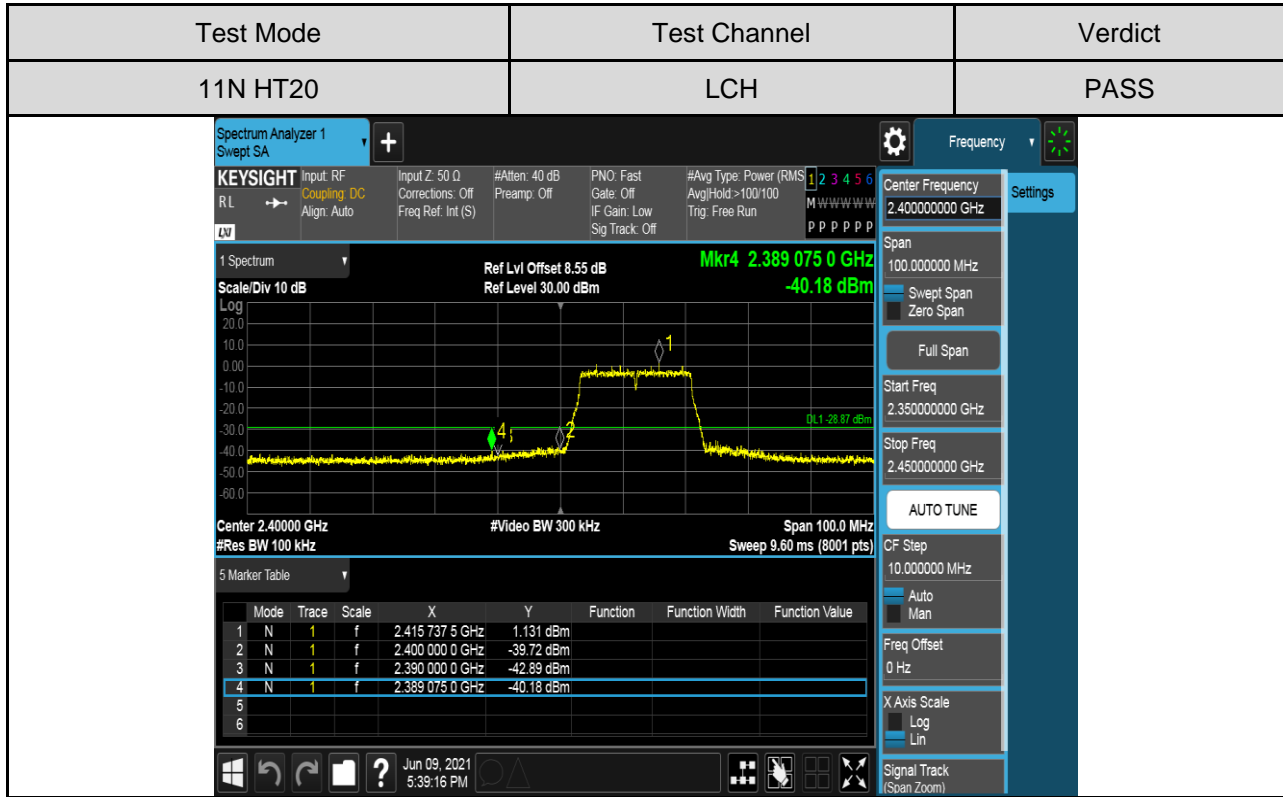 Test Mode Test Channel Verdict
11N HT20 LCH PASS
Spectrum Analyzer 1
Swept SA
+
Frequency
KEYSIGHT
RL
LXI
Input: RF
Coupling: DC
Align: Auto
Input Z: 50 Ω
Corrections: Off
Freq Ref: Int (S)
#Atten: 40 dB
Preamp: Off
PNO: Fast
Gate: Off
IF Gain: Low
Sig Track: Off
#Avg Type: Power (RMS
Avg|Hold:>100/100
Trig: Free Run
1 2 3 4 5 6
M W W W W W
P P P P P P
Settings
1 Spectrum
Scale/Div 10 dB
Ref Lvl Offset 8.55 dB
Ref Level 30.00 dBm
Mkr4 2.389 075 0 GHz
-40.18 dBm
Log
20.0
10.0
0.00
-10.0
-20.0
-30.0
-40.0
-50.0
-60.0
1
2
4
DL1 -28.87 dBm
Center 2.40000 GHz
#Res BW 100 kHz
#Video BW 300 kHz
Span 100.0 MHz
Sweep 9.60 ms (8001 pts)
5 Marker Table
Mode Trace Scale X Y Function Function Width Function Value
1 N 1 f 2.415 737 5 GHz 1.131 dBm
2 N 1 f 2.400 000 0 GHz -39.72 dBm
3 N 1 f 2.390 000 0 GHz -42.89 dBm
4 N 1 f 2.389 075 0 GHz -40.18 dBm
5
6
?
Jun 09, 2021
5:39:16 PM
Center Frequency
2.400000000 GHz
Span
100.000000 MHz
Swept Span
Zero Span
Full Span
Start Freq
2.350000000 GHz
Stop Freq
2.450000000 GHz
AUTO TUNE
CF Step
10.000000 MHz
Auto
Man
Freq Offset
0 Hz
X Axis Scale
Log
Lin
Signal Track
(Span Zoom)